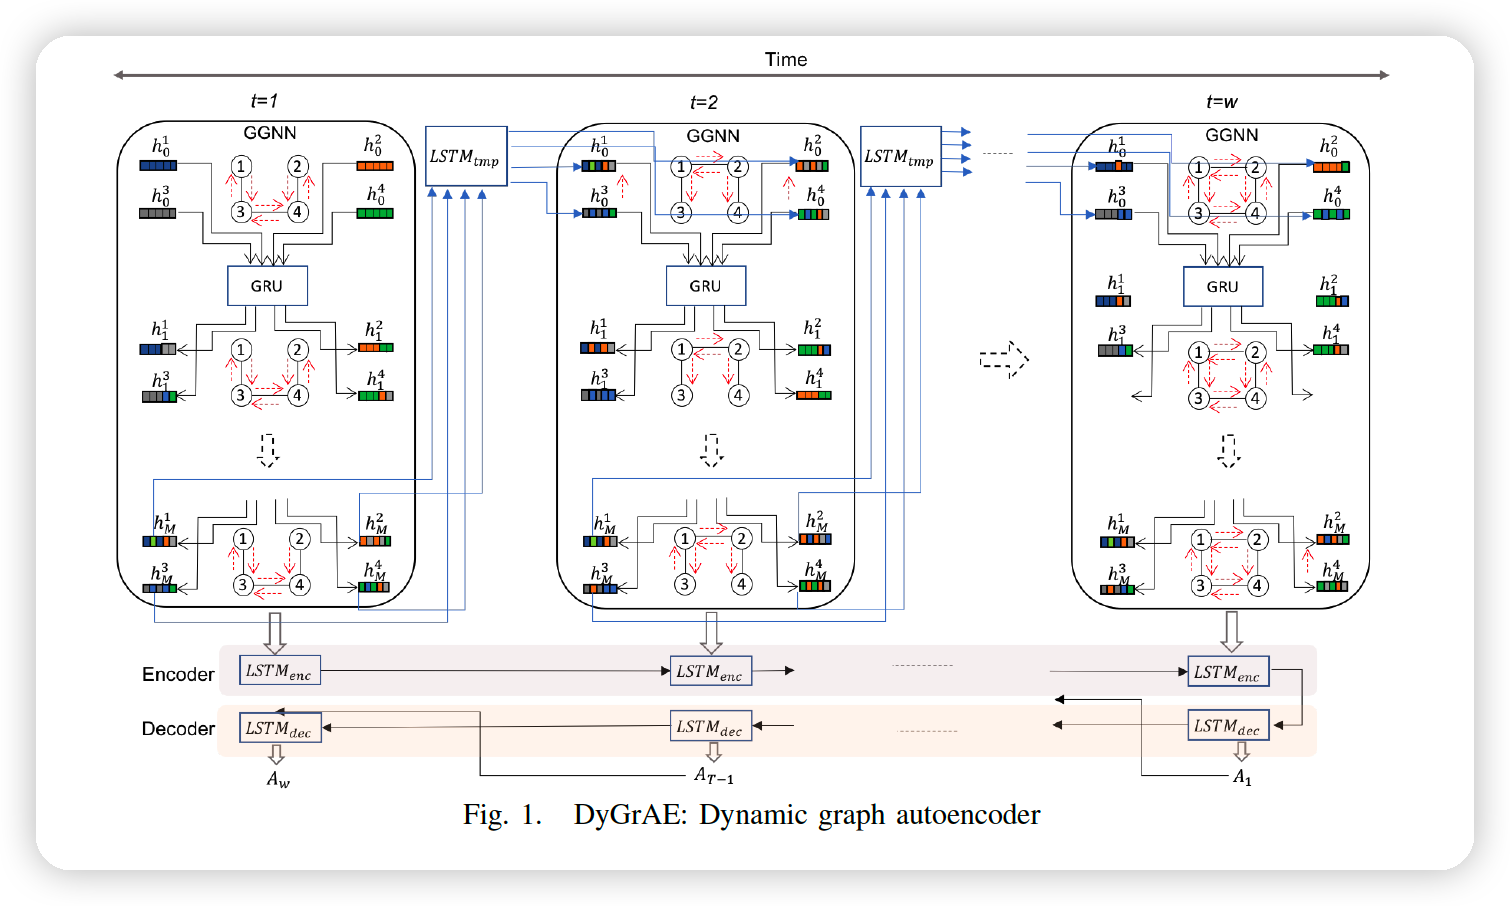 Time
t=1
t=2
t=w
GGNN
GGNN
GGNN
h_0^1
h_0^2
LSTM_{tmp}
h_0^1
h_0^2
LSTM_{tmp}
h_0^1
h_0^2
1 2
1 2
1 2
h_0^3
h_0^4
h_0^3
h_0^4
h_0^3
h_0^4
3 4
3 4
3 4
GRU
GRU
GRU
h_1^1
h_1^2
h_1^1
h_1^2
h_1^1
h_1^2
1 2
1 2
1 2
h_1^3
h_1^4
h_1^3
h_1^4
h_1^3
h_1^4
3 4
3 4
3 4
h_M^1
h_M^2
h_M^1
h_M^2
h_M^1
h_M^2
1 2
1 2
1 2
h_M^3
h_M^4
h_M^3
h_M^4
h_M^3
h_M^4
3 4
3 4
3 4
Encoder
LSTM_{enc}
LSTM_{enc}
LSTM_{enc}
Decoder
LSTM_{dec}
LSTM_{dec}
LSTM_{dec}
A_w
A_{T-1}
A_1
Fig. 1. DyGrAE: Dynamic graph autoencoder